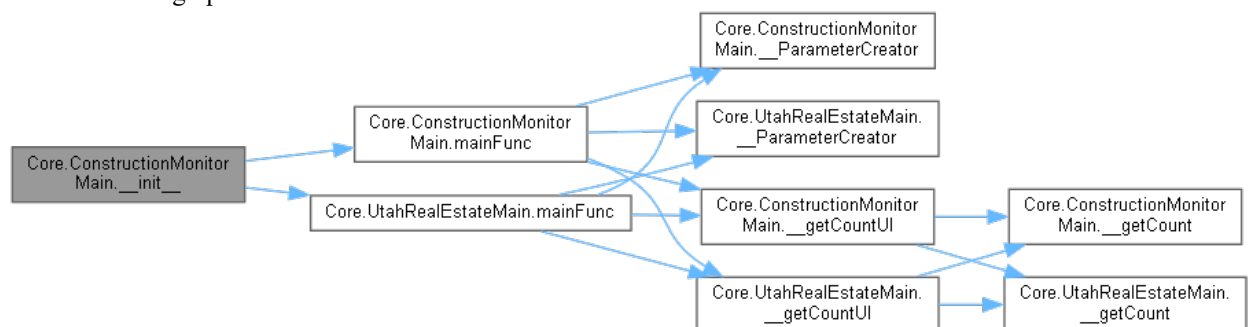 Core.ConstructionMonitor
Main.__ParameterCreator
Core.ConstructionMonitor
Main.mainFunc
Core.UtahRealEstateMain.
__ParameterCreator
Core.ConstructionMonitor
Main.__init__
Core.UtahRealEstateMain.mainFunc
Core.ConstructionMonitor
Main.__getCountUI
Core.ConstructionMonitor
Main.__getCount
Core.UtahRealEstateMain.
__getCountUI
Core.UtahRealEstateMain.
__getCount